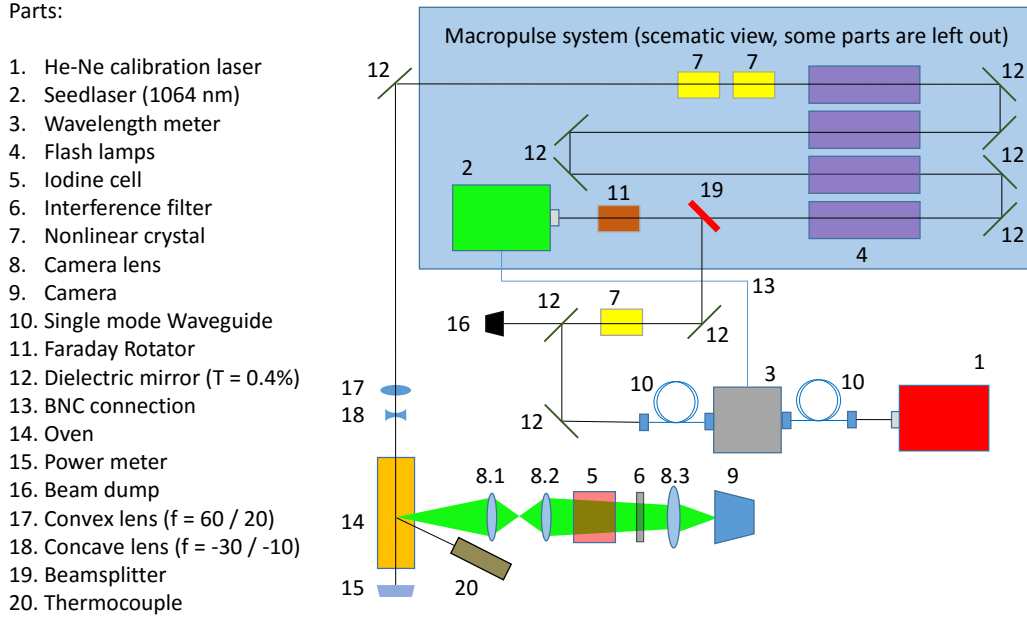 Parts:
1. He-Ne calibration laser
2. Seedlaser (1064 nm)
3. Wavelength meter
4. Flash lamps
5. Iodine cell
6. Interference filter
7. Nonlinear crystal
8. Camera lens
9. Camera
10. Single mode Waveguide
11. Faraday Rotator
12. Dielectric mirror (T = 0.4%)
13. BNC connection
14. Oven
15. Power meter
16. Beam dump
17. Convex lens (f = 60 / 20)
18. Concave lens (f = -30 / -10)
19. Beamsplitter
20. Thermocouple
Macropulse system (scematic view, some parts are left out)
12
7
7
12
12
12
12
2
11
19
12
4
13
12
7
16
12
17
18
10
3
10
1
12
8.1
8.2
5
6
8.3
9
14
15
20